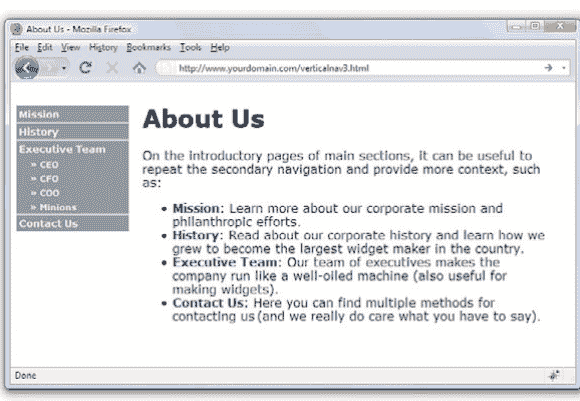 About Us - Mozilla Firefox
File Edit View History Bookmarks Tools Help
http://www.yourdomain.com/verticalnav3.html
Mission
History
Executive Team
» CEO
» CFO
» COO
» Minions
Contact Us
About Us
On the introductory pages of main sections, it can be useful to
repeat the secondary navigation and provide more context, such
as:
• Mission: Learn more about our corporate mission and
philanthropic efforts.
• History: Read about our corporate history and learn how we
grew to become the largest widget maker in the country.
• Executive Team: Our team of executives makes the
company run like a well-oiled machine (also useful for
making widgets).
• Contact Us: Here you can find multiple methods for
contacting us (and we really do care what you have to say).
Done